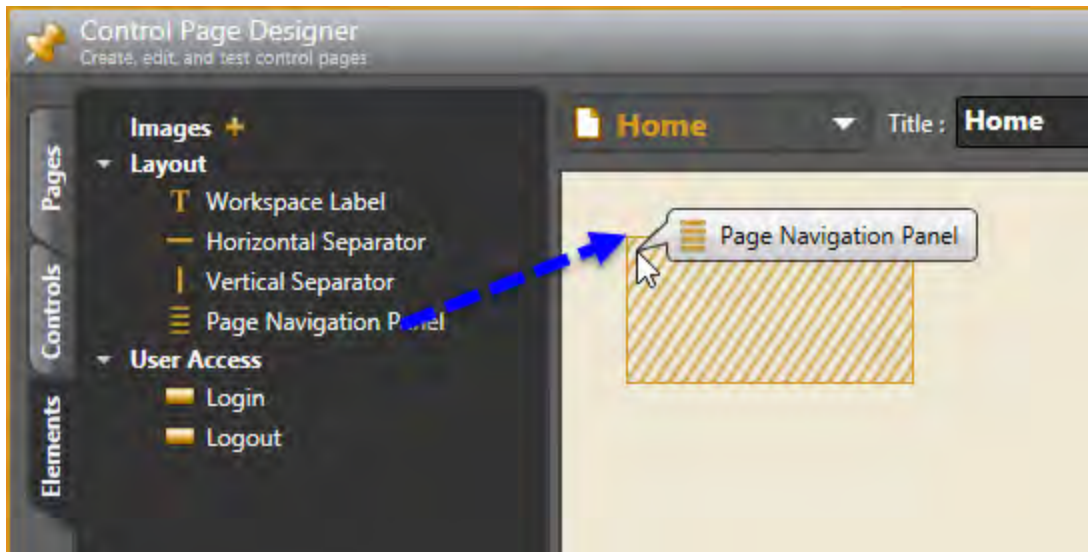 Control Page Designer
Create, edit, and test control pages
Pages
Controls
Elements
Images
Layout
T Workspace Label
Horizontal Separator
Vertical Separator
Page Navigation Panel
User Access
Login
Logout
Home
Title : Home
Page Navigation Panel